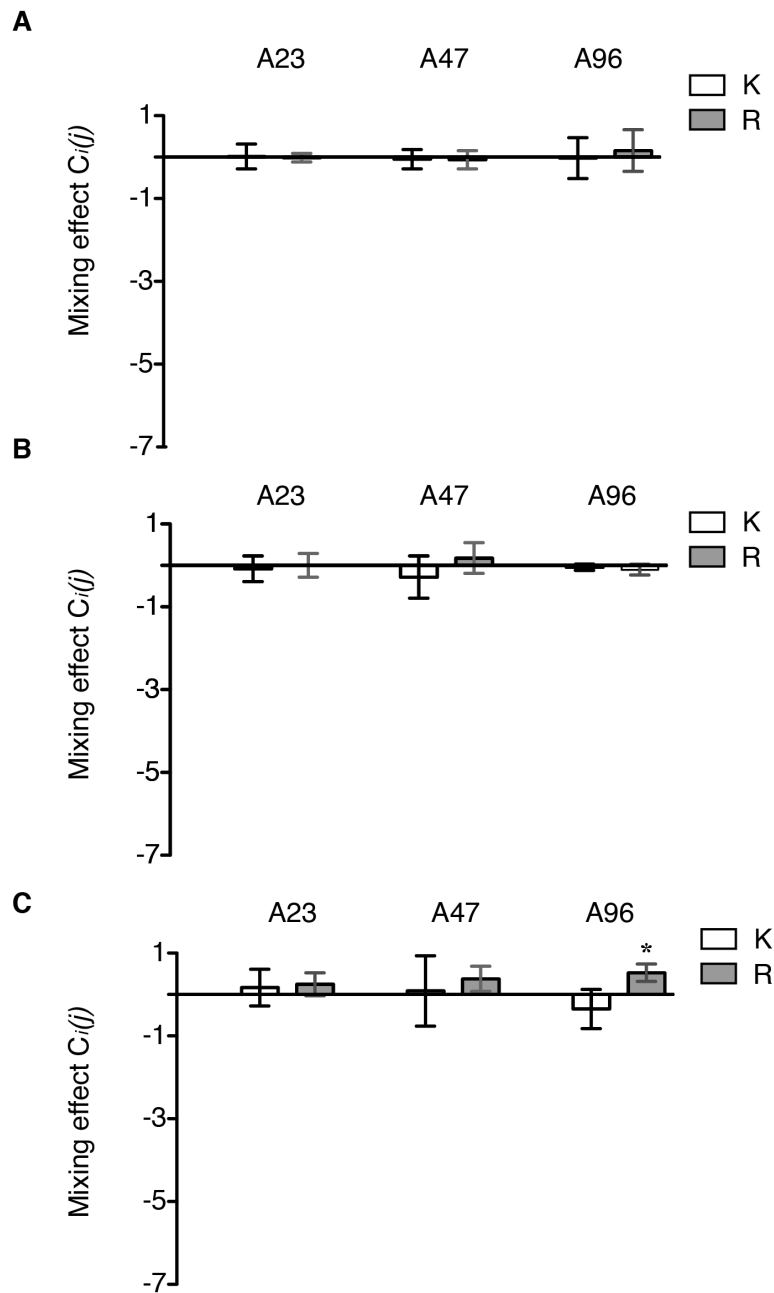 A
A23 A47 A96
K
R
Mixing effect Ci(j)
1
-1
-3
-5
-7
B
A23 A47 A96
K
R
Mixing effect Ci(j)
1
-1
-3
-5
-7
C
A23 A47 A96
K
R
*
Mixing effect Ci(j)
1
-1
-3
-5
-7